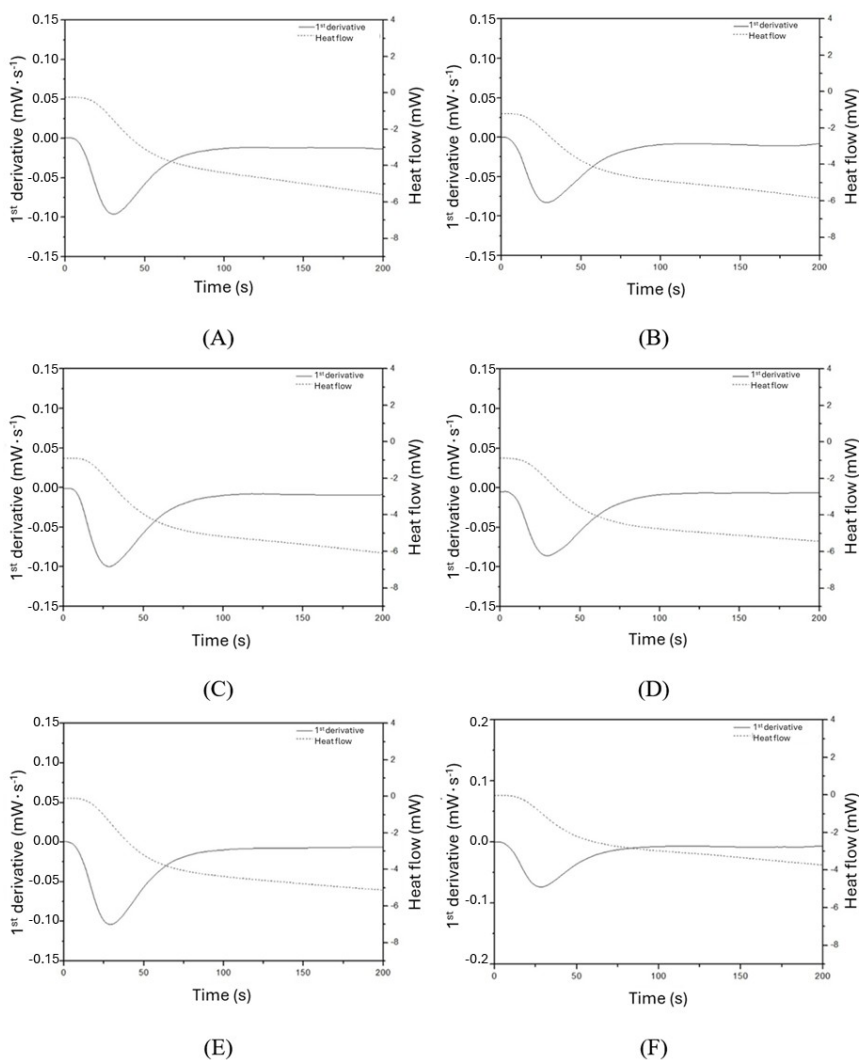 0.15
0.10
0.05
0.00
-0.05
-0.10
-0.15
1st derivative (mW·s-1)
4
2
0
-2
-4
-6
-8
Heat flow (mW)
1st derivative
Heat flow
0 50 100 150 200
Time (s)
(A)
0.15
0.10
0.05
0.00
-0.05
-0.10
-0.15
1st derivative (mW·s-1)
4
2
0
-2
-4
-6
-8
Heat flow (mW)
1st derivative
Heat flow
0 50 100 150 200
Time (s)
(B)
0.15
0.10
0.05
0.00
-0.05
-0.10
-0.15
1st derivative (mW·s-1)
4
2
0
-2
-4
-6
-8
Heat flow (mW)
1st derivative
Heat flow
0 50 100 150 200
Time (s)
(C)
0.15
0.10
0.05
0.00
-0.05
-0.10
-0.15
1st derivative (mW·s-1)
4
2
0
-2
-4
-6
-8
Heat flow (mW)
1st derivative
Heat flow
0 50 100 150 200
Time (s)
(D)
0.15
0.10
0.05
0.00
-0.05
-0.10
-0.15
1st derivative (mW·s-1)
4
2
0
-2
-4
-6
-8
Heat flow (mW)
1st derivative
Heat flow
0 50 100 150 200
Time (s)
(E)
0.2
0.1
0.0
-0.1
-0.2
1st derivative (mW·s-1)
4
2
0
-2
-4
-6
-8
Heat flow (mW)
1st derivative
Heat flow
0 50 100 150 200
Time (s)
(F)